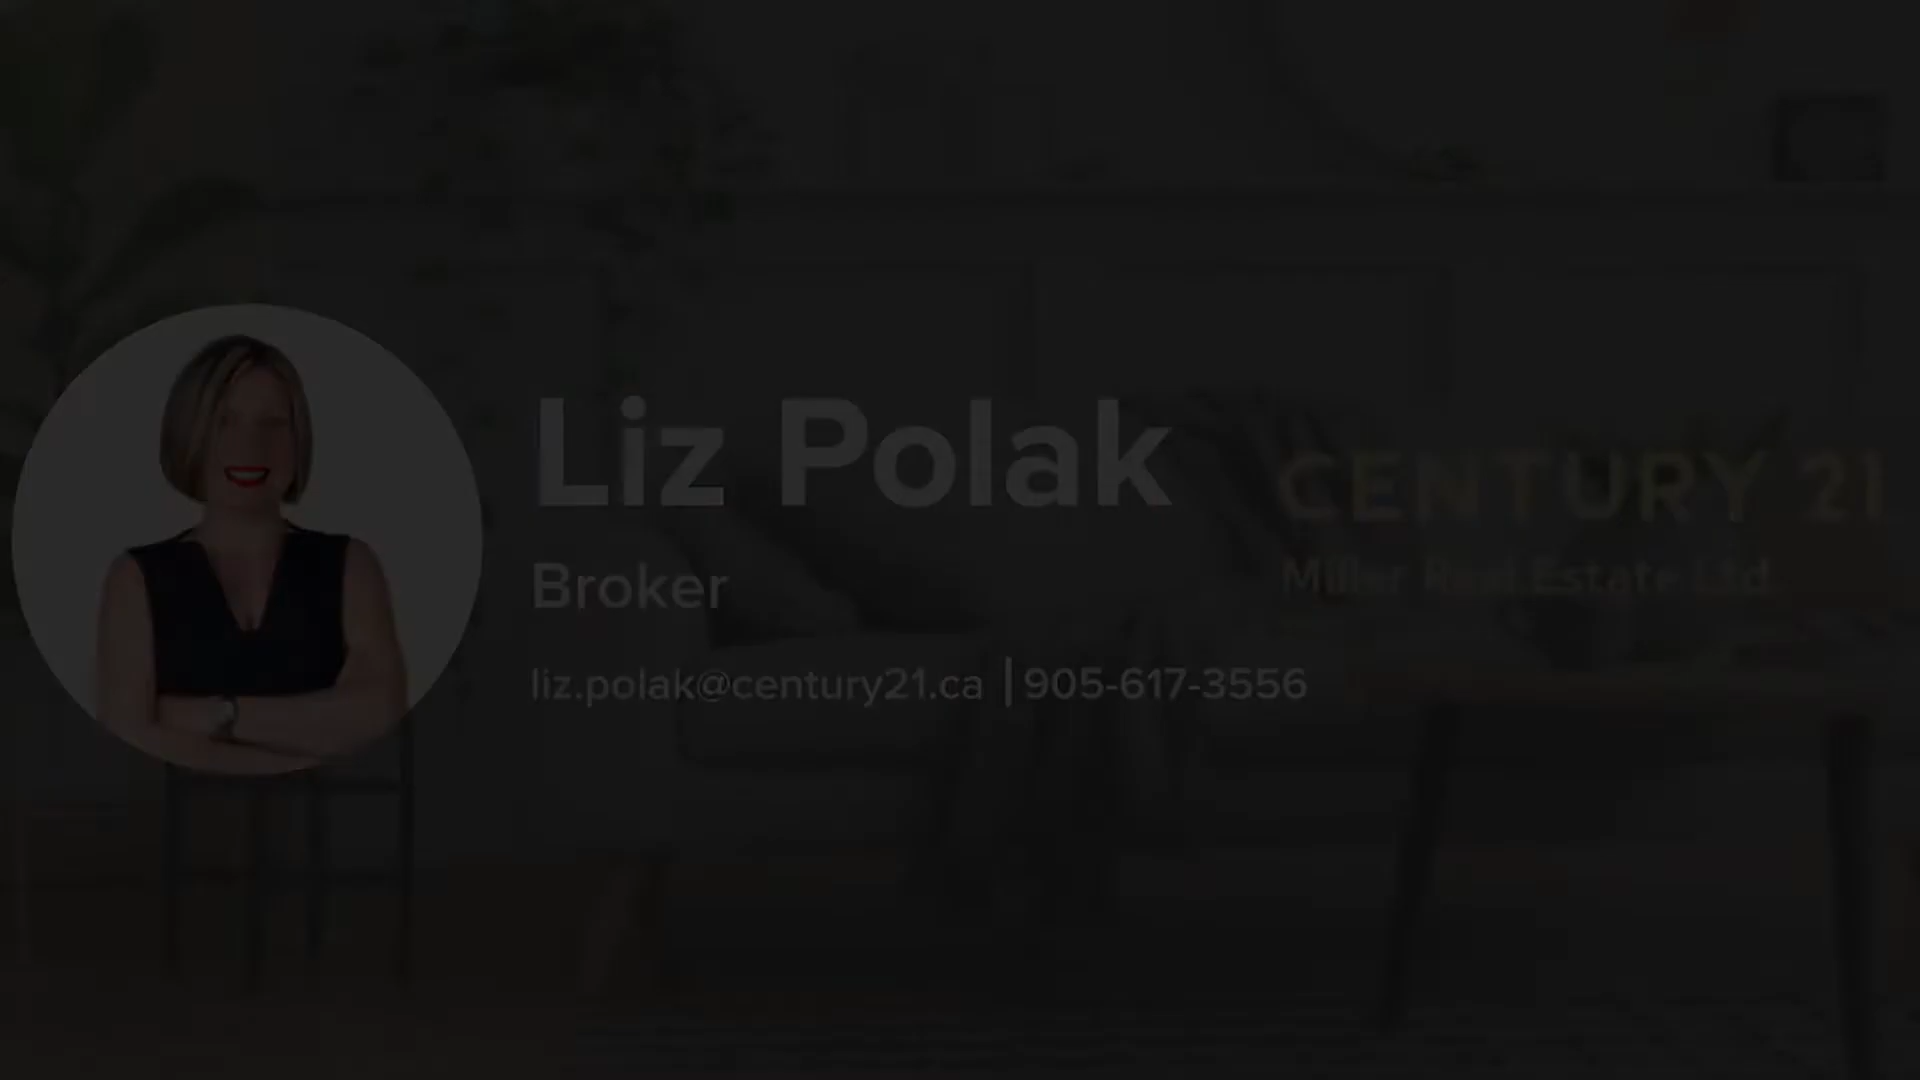 Liz Polak
Broker
liz.polak@century21.ca | 905-617-3556
CENTURY 21
Miller Real Estate Ltd